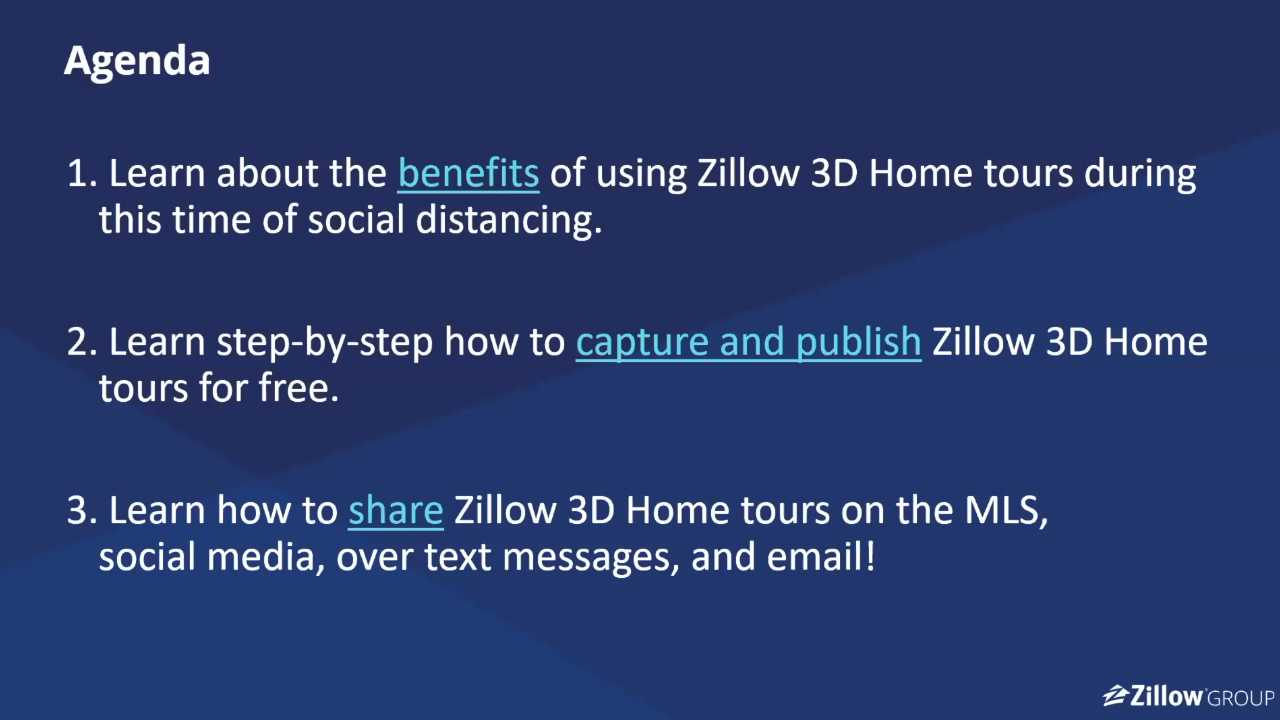 Agenda
1. Learn about the benefits of using Zillow 3D Home tours during
this time of social distancing.
2. Learn step-by-step how to capture and publish Zillow 3D Home
tours for free.
3. Learn how to share Zillow 3D Home tours on the MLS,
social media, over text messages, and email!
Zillow GROUP